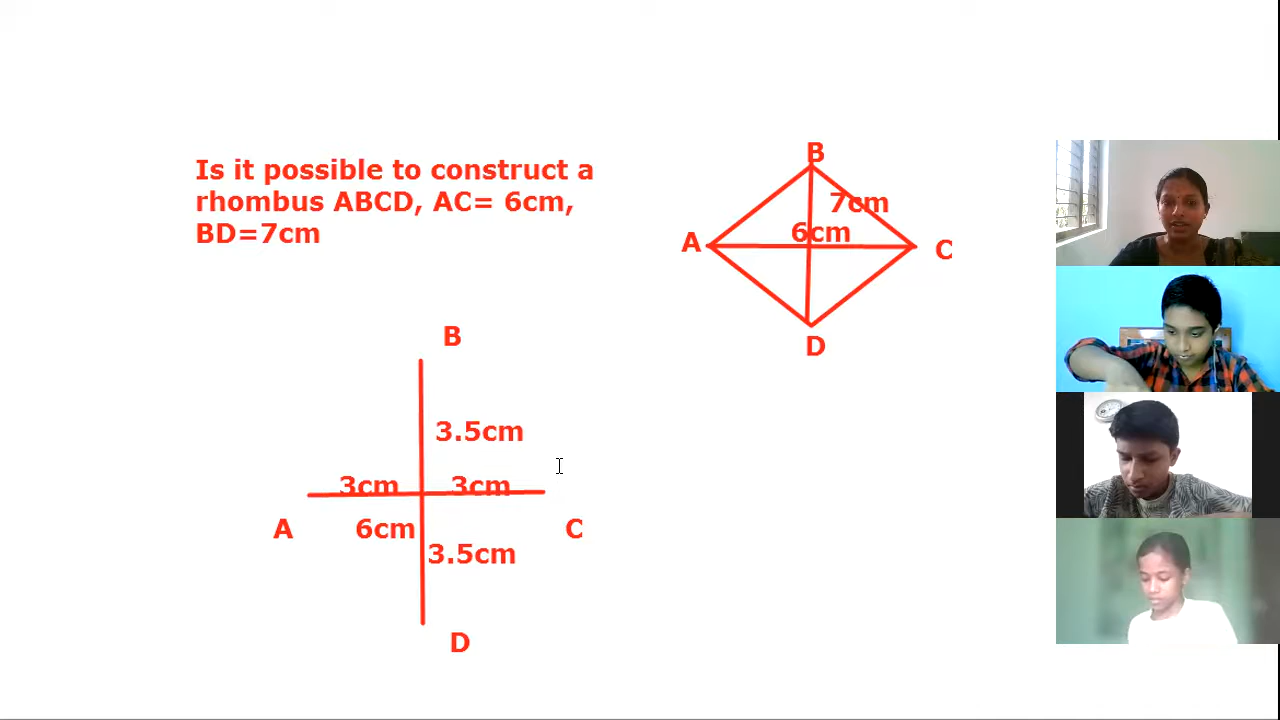 Is it possible to construct a
rhombus ABCD, AC= 6cm,
BD=7cm
B
7cm
6cm
A
C
D
B
3.5cm
3cm
3cm
A
6cm
C
3.5cm
D